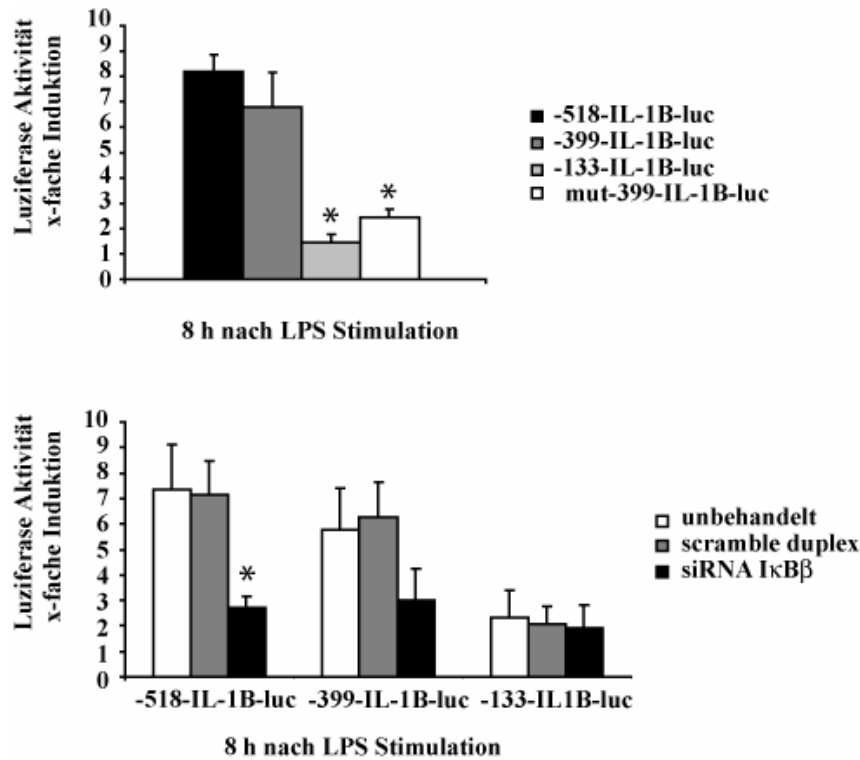 Luziferase Aktivität
x-fache Induktion
10
9
8
7
6
5
4
3
2
1
0
*
*
-518-IL-1B-luc
-399-IL-1B-luc
-133-IL-1B-luc
mut-399-IL-1B-luc
8 h nach LPS Stimulation
Luziferase Aktivität
x-fache Induktion
10
9
8
7
6
5
4
3
2
1
0
*
unbehandelt
scramble duplex
siRNA IκBβ
-518-IL-1B-luc -399-IL-1B-luc -133-IL1B-luc
8 h nach LPS Stimulation